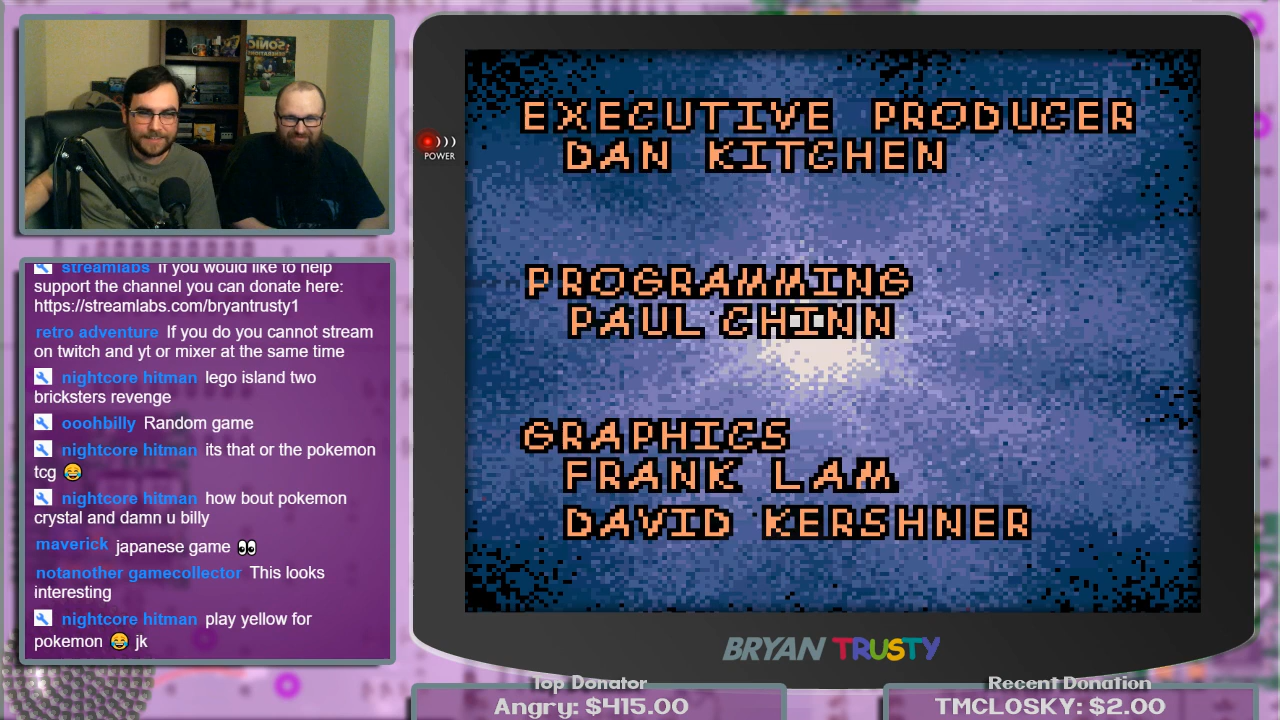 SONIC
streamlabs If you would like to help
support the channel you can donate here:
https://streamlabs.com/bryantrusty1
retro adventure If you do you cannot stream
on twitch and yt or mixer at the same time
nightcore hitman lego island two
bricksters revenge
ooohbilly Random game
nightcore hitman its that or the pokemon
tcg 😂
nightcore hitman how bout pokemon
crystal and damn u billy
maverick japanese game 👀
notanother gamecollector This looks
interesting
nightcore hitman play yellow for
pokemon 😂 jk
POWER
EXECUTIVE PRODUCER
DAN KITCHEN
PROGRAMMING
PAUL CHINN
GRAPHICS
FRANK LAM
DAVID KERSHNER
BRYAN TRUSTY
Top Donator
Angry: $415.00
Recent Donation
TMCLOSKY: $2.00